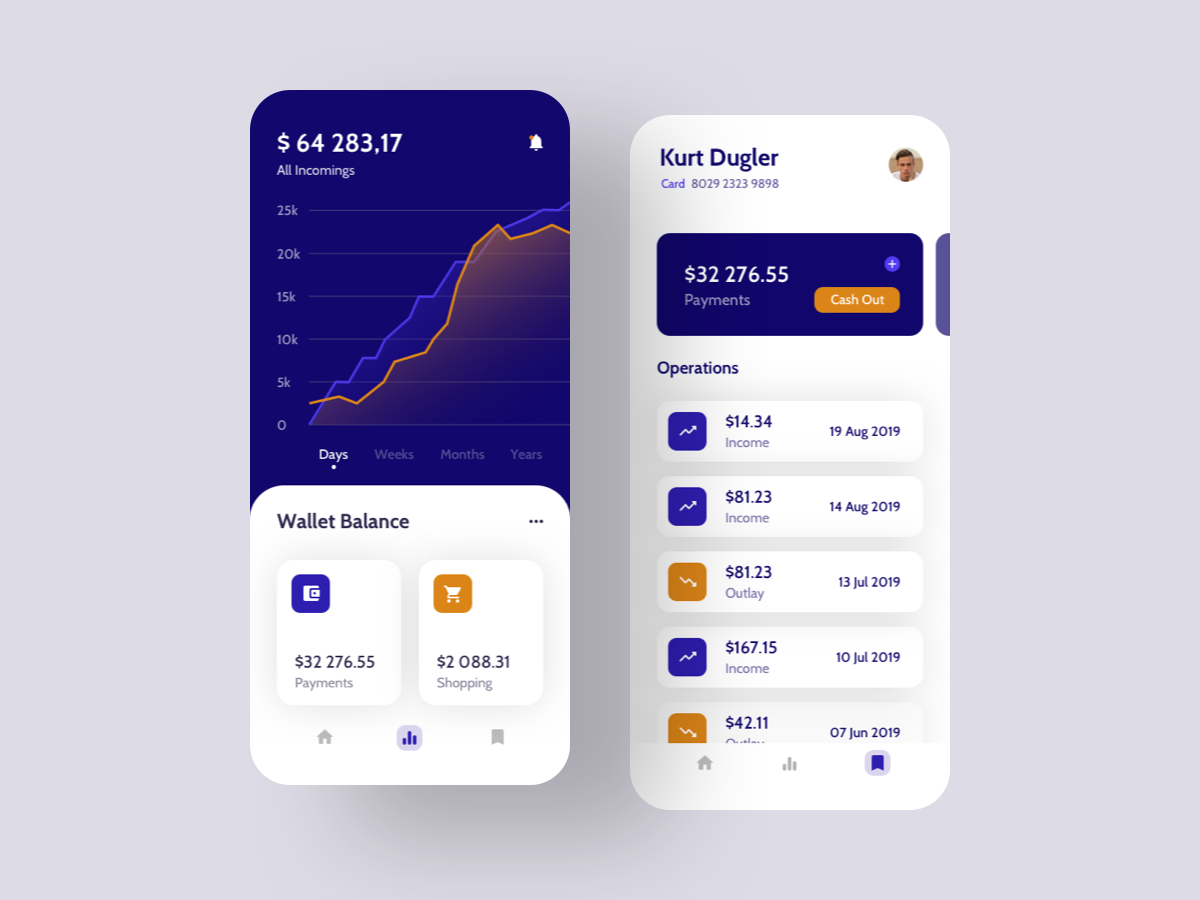 $ 64 283,17
All Incomings
25k
20k
15k
10k
5k
0
Days Weeks Months Years
Wallet Balance
$32 276.55
Payments
$2 088.31
Shopping
Kurt Dugler
Card 8029 2323 9898
$32 276.55
Payments
Cash Out
Operations
$14.34
Income
19 Aug 2019
$81.23
Income
14 Aug 2019
$81.23
Outlay
13 Jul 2019
$167.15
Income
10 Jul 2019
$42.11
Outlay
07 Jun 2019